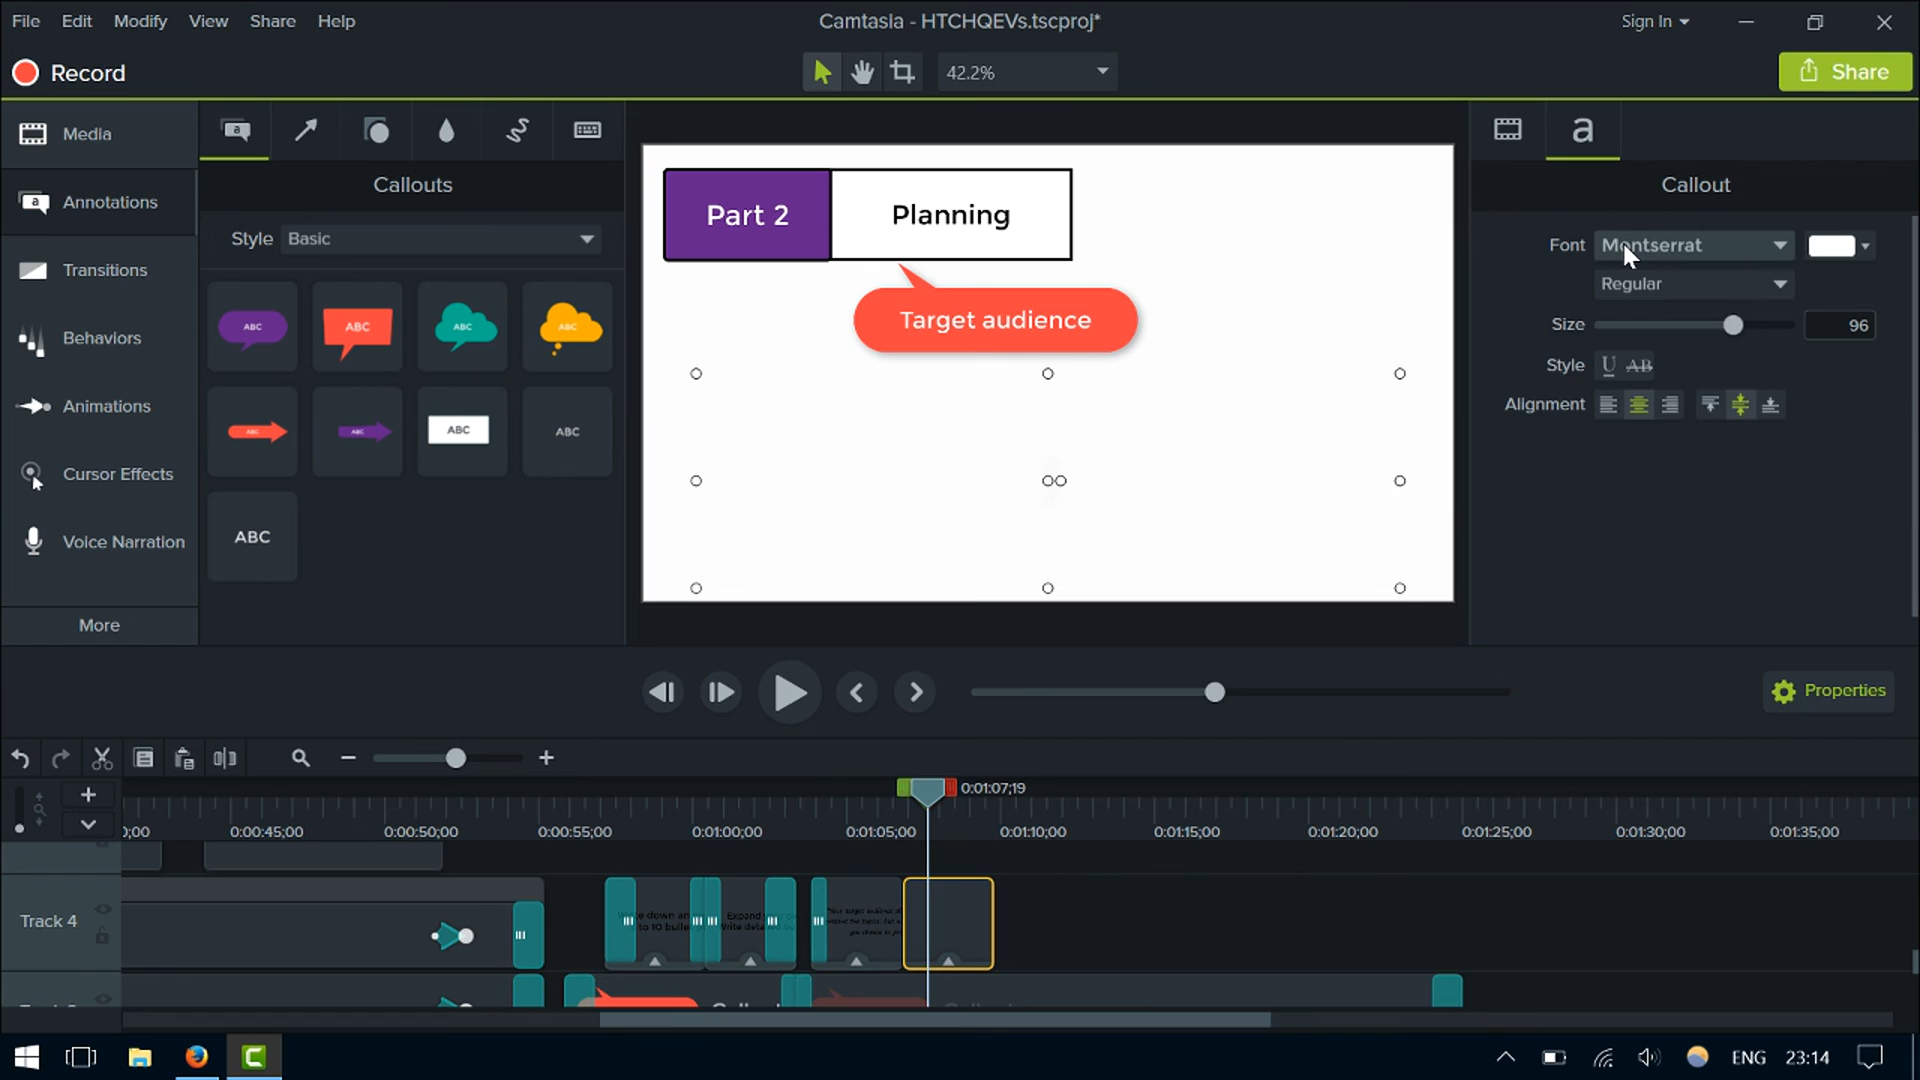 File Edit Modify View Share Help
Camtasia - HTCHQEVs.tscproj*
Sign In
Record
42.2%
Share
Media
Annotations
Transitions
Behaviors
Animations
Cursor Effects
Voice Narration
More
Callouts
Style Basic
ABC ABC ABC ABC
ABC ABC ABC ABC
ABC
Part 2 Planning
Target audience
a
Callout
Font Montserrat
Regular
Size 96
Style U AB
Alignment
Properties
0:01:07;19
0;00 0:00:45;00 0:00:50;00 0:00:55;00 0:01:00;00 0:01:05;00 0:01:10;00 0:01:15;00 0:01:20;00 0:01:25;00 0:01:30;00 0:01:35;00
Track 4
ENG 23:14